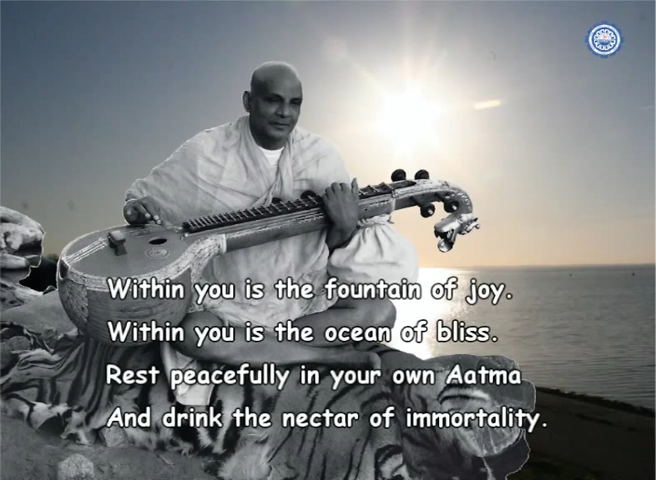 Within you is the fountain of joy.
Within you is the ocean of bliss.
Rest peacefully in your own Aatma
And drink the nectar of immortality.